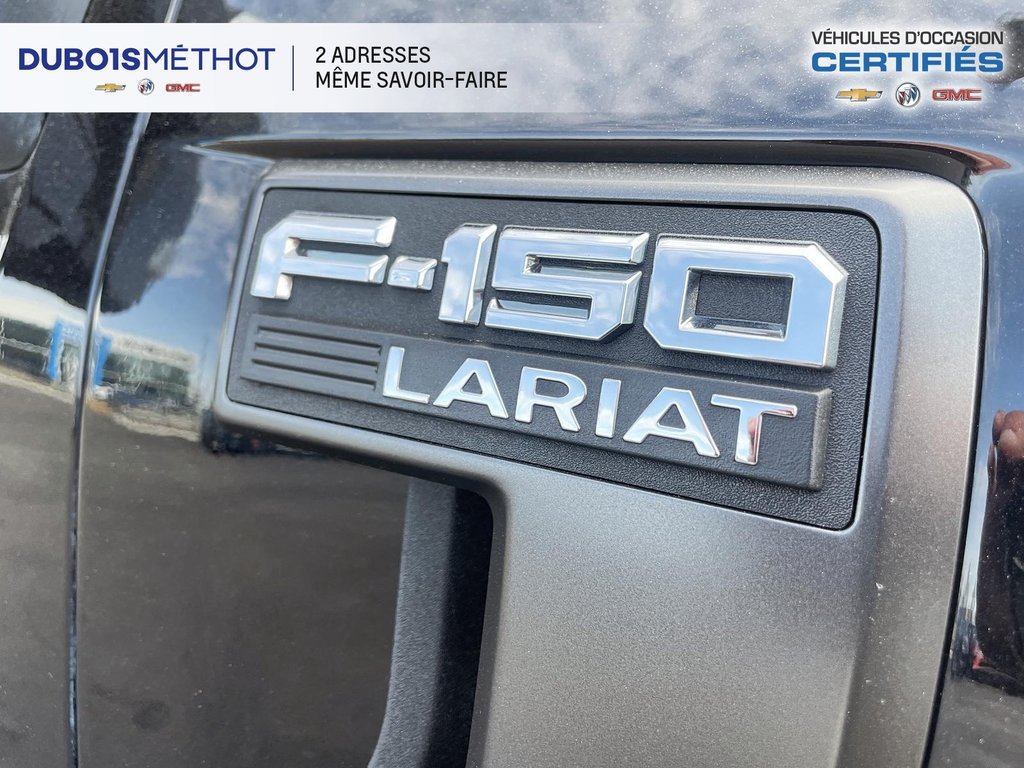 DUBOISMÉTHOT
GMC
2 ADRESSES
MÊME SAVOIR-FAIRE
VÉHICULES D'OCCASION
CERTIFIÉS
GMC
F-150
LARIAT